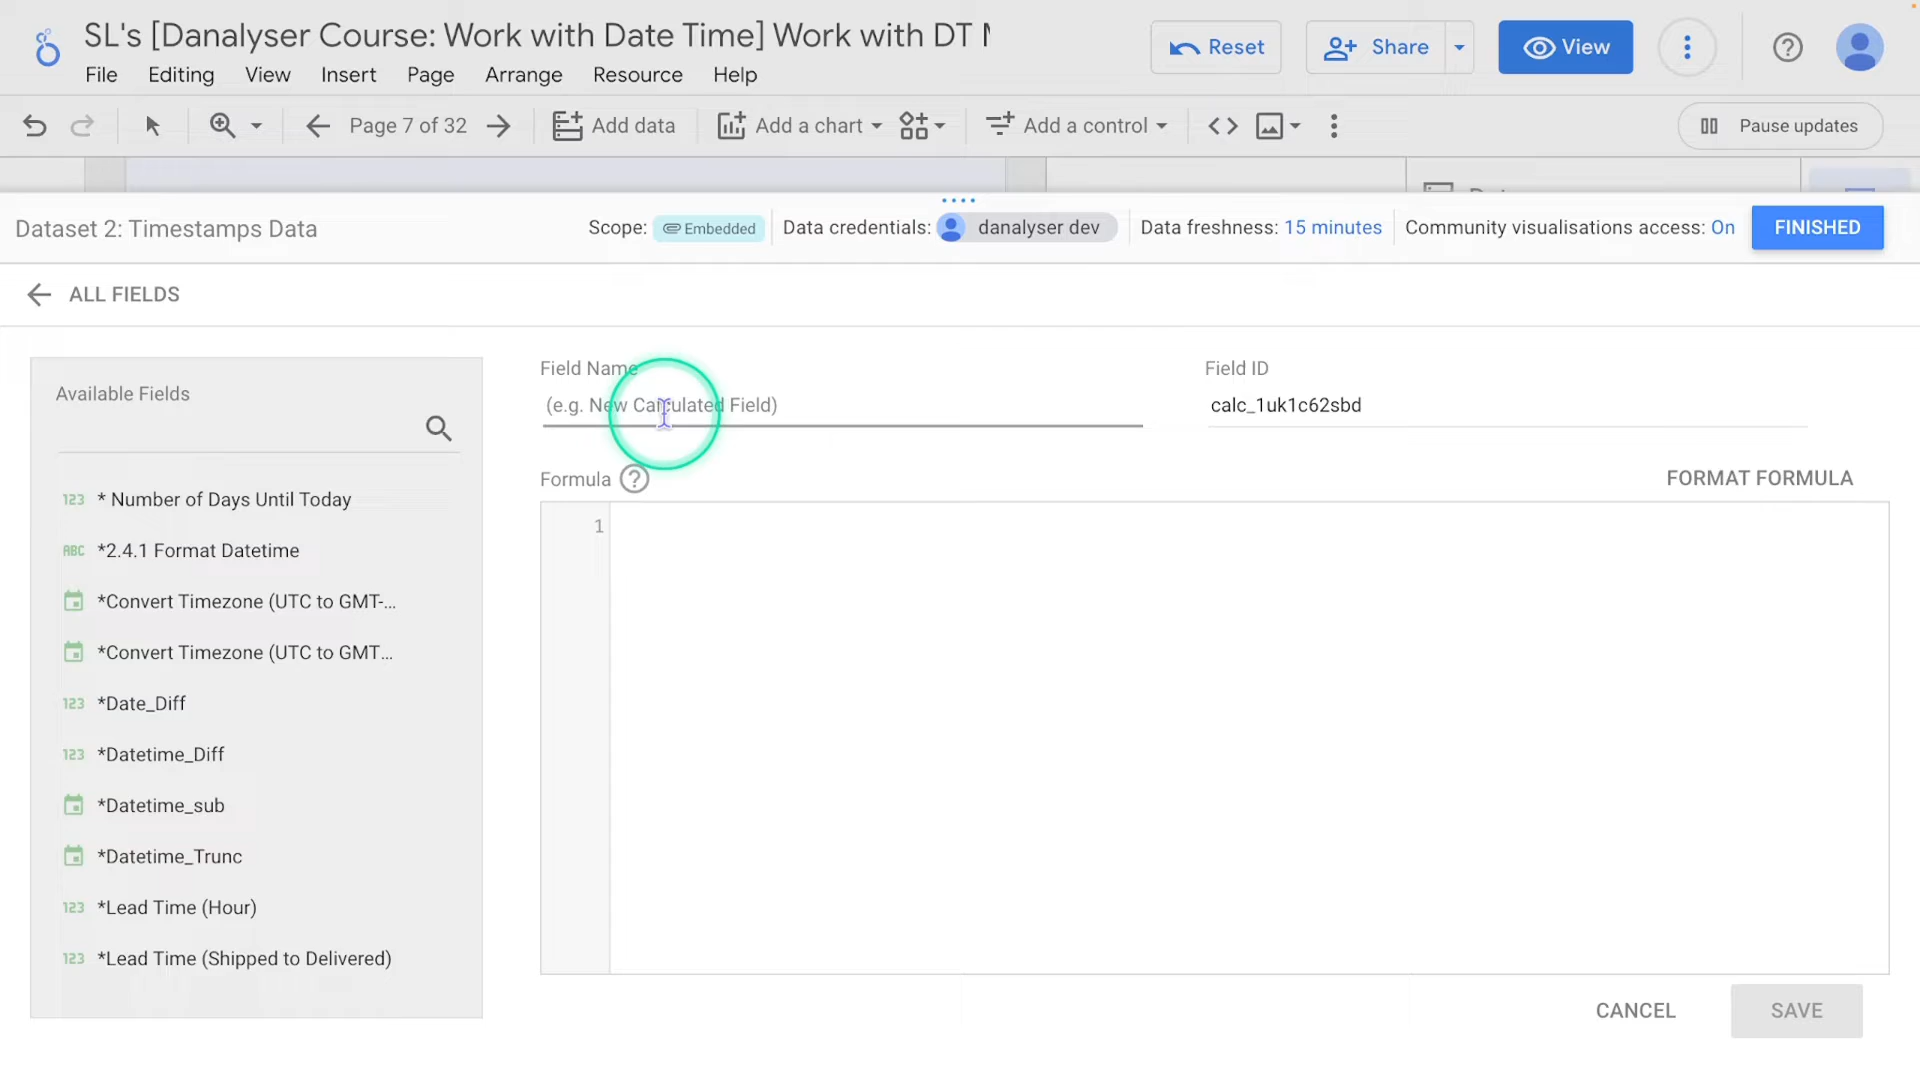 SL's [Danalyser Course: Work with Date Time] Work with DT
Reset
Share
View
File
Editing
View
Insert
Page
Arrange
Resource
Help
Page 7 of 32
Add data
Add a chart
Add a control
Pause updates
Dataset 2: Timestamps Data
Scope: Embedded
Data credentials: danalyser dev
Data freshness: 15 minutes
Community visualisations access: On
FINISHED
ALL FIELDS
Available Fields
123 * Number of Days Until Today
ABC *2.4.1 Format Datetime
*Convert Timezone (UTC to GMT-...
*Convert Timezone (UTC to GMT...
123 *Date_Diff
123 *Datetime_Diff
*Datetime_sub
*Datetime_Trunc
123 *Lead Time (Hour)
123 *Lead Time (Shipped to Delivered)
Field Name
(e.g. New Calculated Field)
Field ID
calc_1uk1c62sbd
Formula
FORMAT FORMULA
1
CANCEL
SAVE